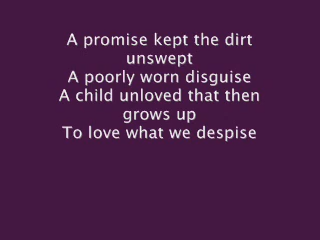 A promise kept the dirt
unswept
A poorly worn disguise
A child unloved that then
grows up
To love what we despise